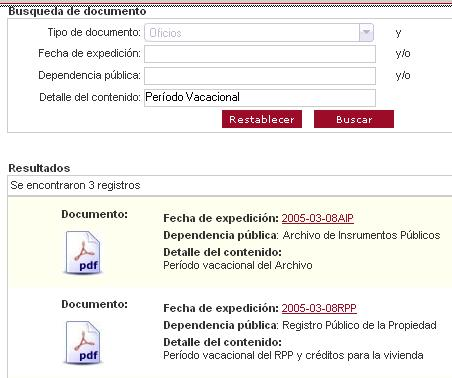 Busqueda de documento
Tipo de documento: Oficios y
Fecha de expedición: y/o
Dependencia pública: y/o
Detalle del contenido: Período Vacacional
Restablecer Buscar
Resultados
Se encontraron 3 registros
Documento: Fecha de expedición: 2005-03-08AIP
pdf
Dependencia pública: Archivo de Insrumentos Públicos
Detalle del contenido:
Período vacacional del Archivo
Documento: Fecha de expedición: 2005-03-08RPP
pdf
Dependencia pública: Registro Público de la Propiedad
Detalle del contenido:
Período vacacional del RPP y créditos para la vivienda